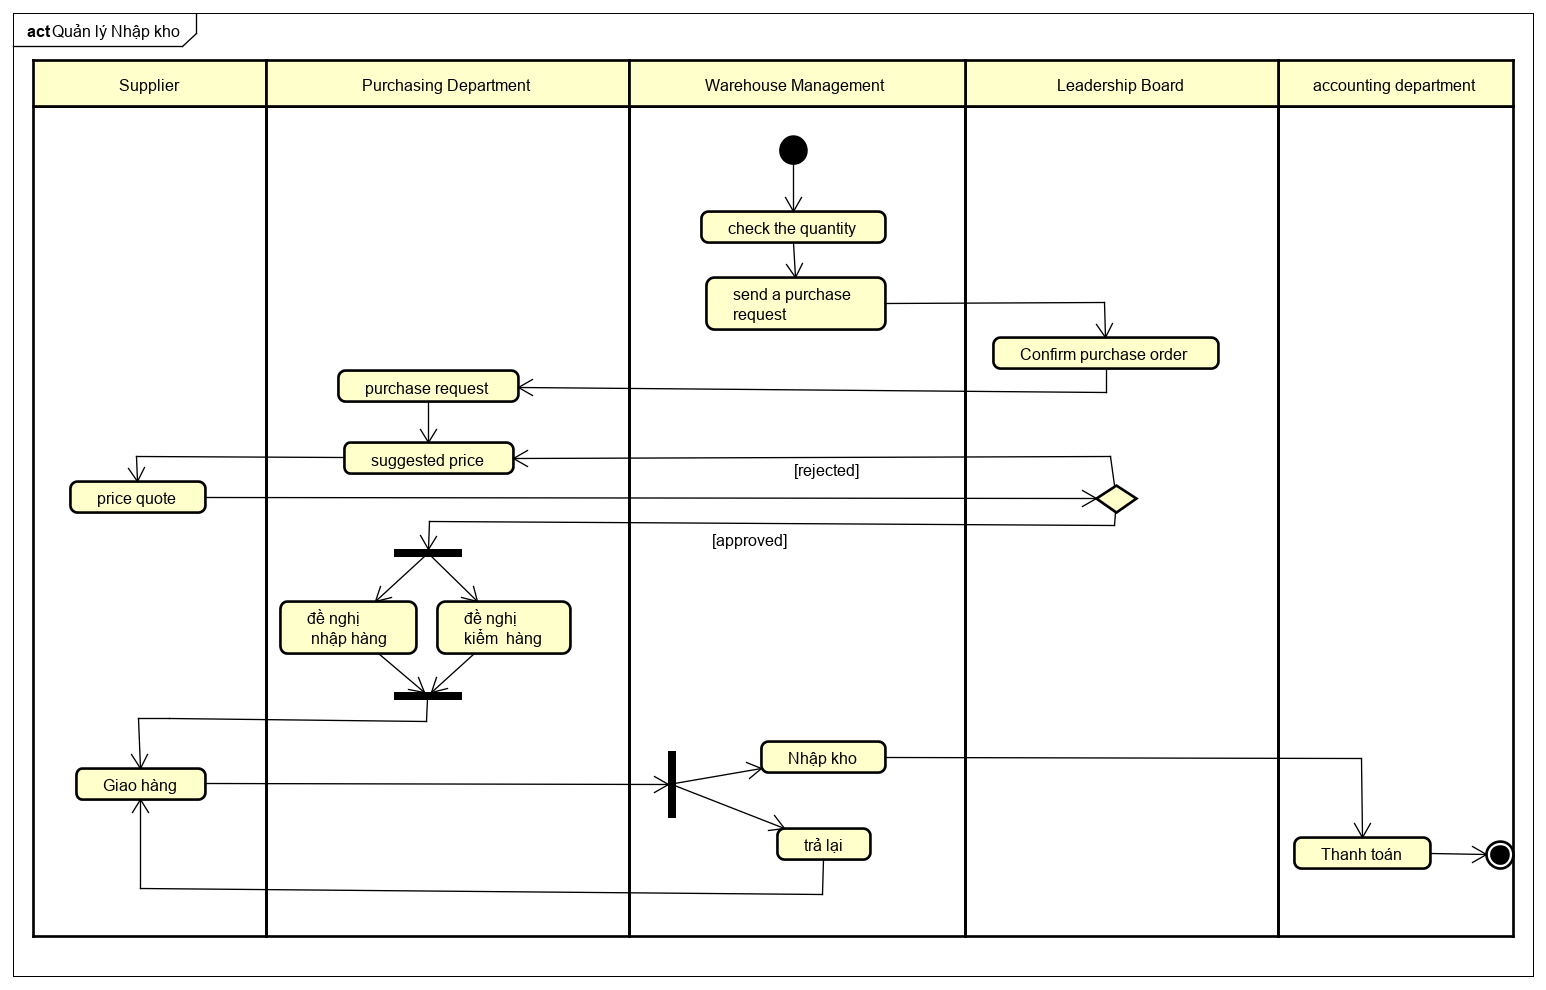 act Quản lý Nhập kho
Supplier
Purchasing Department
Warehouse Management
Leadership Board
accounting department
check the quantity
send a purchase
request
Confirm purchase order
purchase request
suggested price
[rejected]
price quote
[approved]
đề nghị
nhập hàng
đề nghị
kiểm  hàng
Nhập kho
Giao hàng
trả lại
Thanh toán